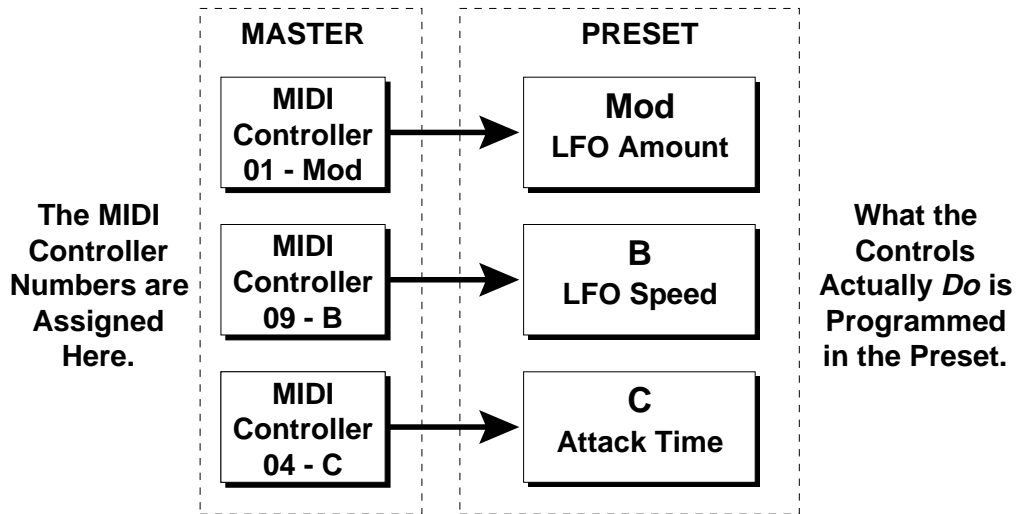 MASTER
PRESET
The MIDI
Controller
Numbers are
Assigned
Here.
MIDI
Controller
01 - Mod
Mod
LFO Amount
MIDI
Controller
09 - B
B
LFO Speed
MIDI
Controller
04 - C
C
Attack Time
What the
Controls
Actually Do is
Programmed
in the Preset.